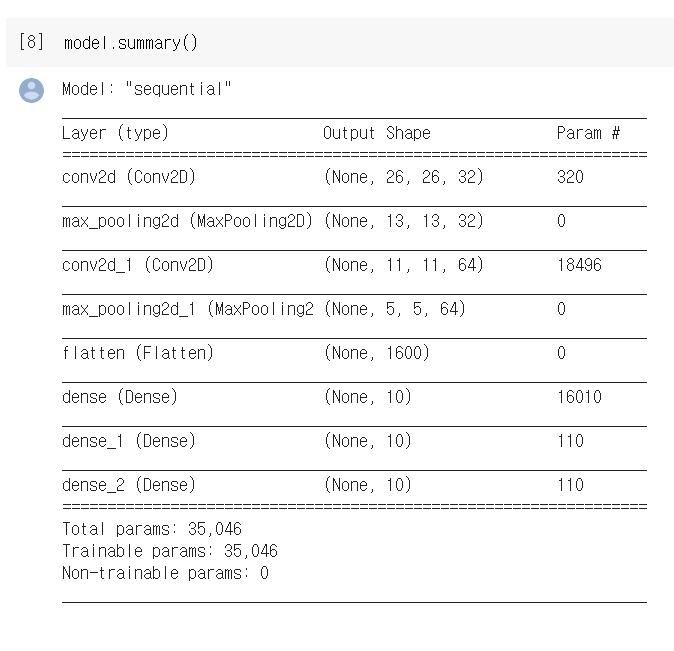 [8] model.summary()
Model: "sequential"
Layer (type) Output Shape Param #
=================================================================
conv2d (Conv2D) (None, 26, 26, 32) 320
max_pooling2d (MaxPooling2D) (None, 13, 13, 32) 0
conv2d_1 (Conv2D) (None, 11, 11, 64) 18496
max_pooling2d_1 (MaxPooling2 (None, 5, 5, 64) 0
flatten (Flatten) (None, 1600) 0
dense (Dense) (None, 10) 16010
dense_1 (Dense) (None, 10) 110
dense_2 (Dense) (None, 10) 110
=================================================================
Total params: 35,046
Trainable params: 35,046
Non-trainable params: 0